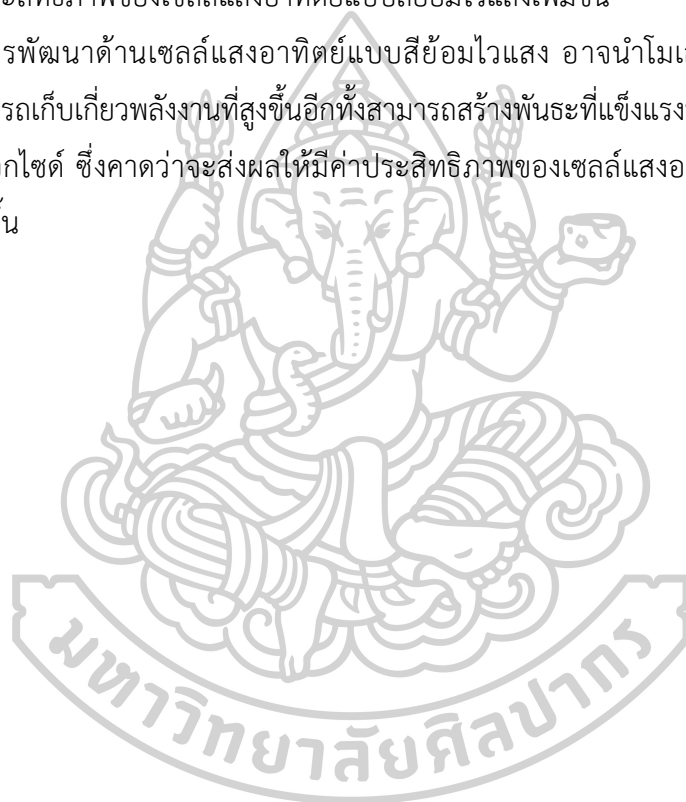 ะสิทธิภาพของเซลล์แสงอาทิตย์แบบสีย้อมไวแสงเพิ่มขึ้น
รพัฒนาด้านเซลล์แสงอาทิตย์แบบสีย้อมไวแสง อาจนำโมเล
รถเก็บเกี่ยวพลังงานที่สูงขึ้นอีกทั้งสามารถสร้างพันธะที่แข็งแรง
อกไซด์ ซึ่งคาดว่าจะส่งผลให้มีค่าประสิทธิภาพของเซลล์แสงอ
ั้น
มหาวิทยาลัยศิลปากร